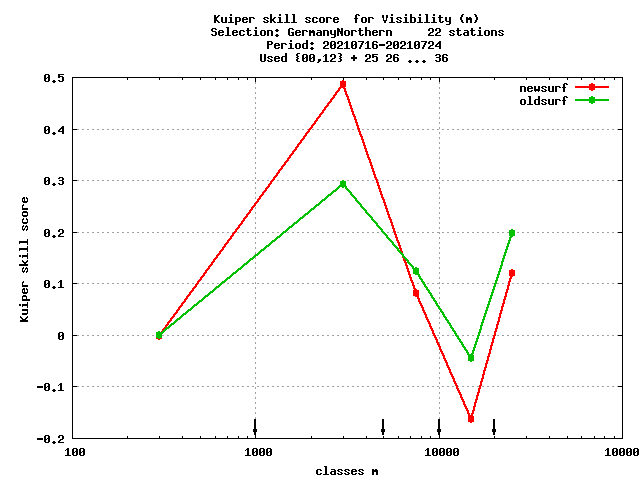 Kuiper skill score  for Visibility (m)
Selection: GermanyNorthern     22 stations
Period: 20210716-20210724
Used {00,12} + 25 26 ... 36
newsurf
oldsurf
0.5
0.4
0.3
0.2
0.1
0
-0.1
-0.2
Kuiper skill score
100
1000
10000
10000
classes m